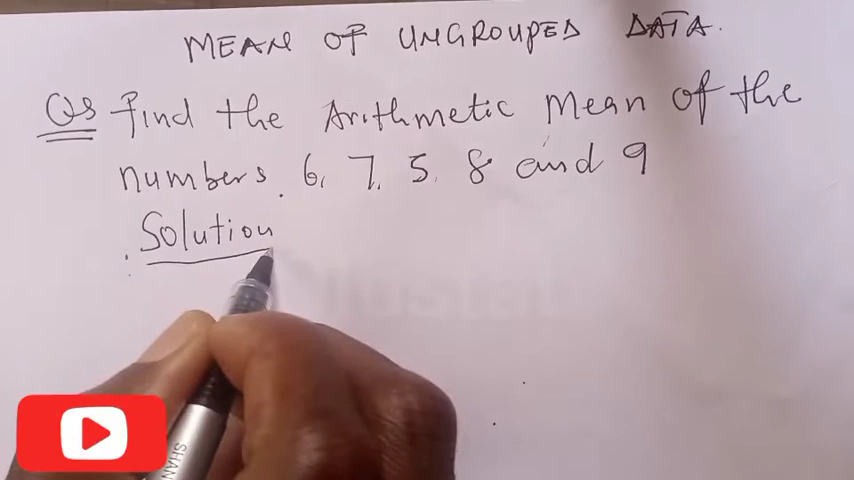 MEAN OF UNGROUPED DATA.
Qs find the Arithmetic Mean of the
numbers. 6, 7, 5, 8 and 9
Solution
SHAN